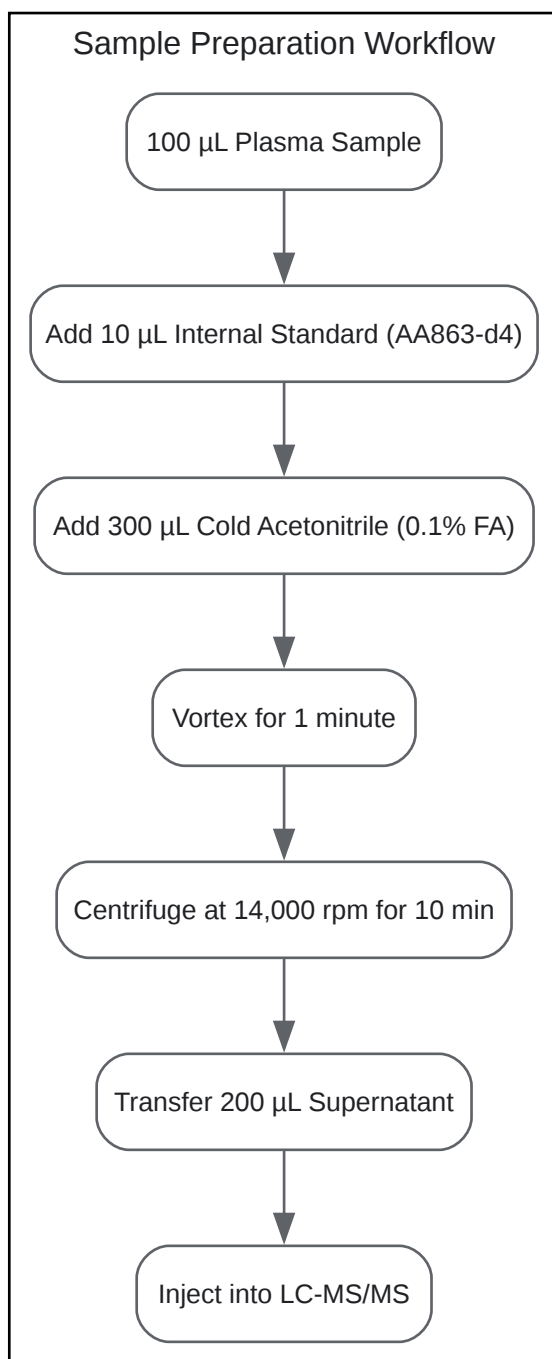 Sample Preparation Workflow
100 µL Plasma Sample
Add 10 µL Internal Standard (AA863-d4)
Add 300 µL Cold Acetonitrile (0.1% FA)
Vortex for 1 minute
Centrifuge at 14,000 rpm for 10 min
Transfer 200 µL Supernatant
Inject into LC-MS/MS